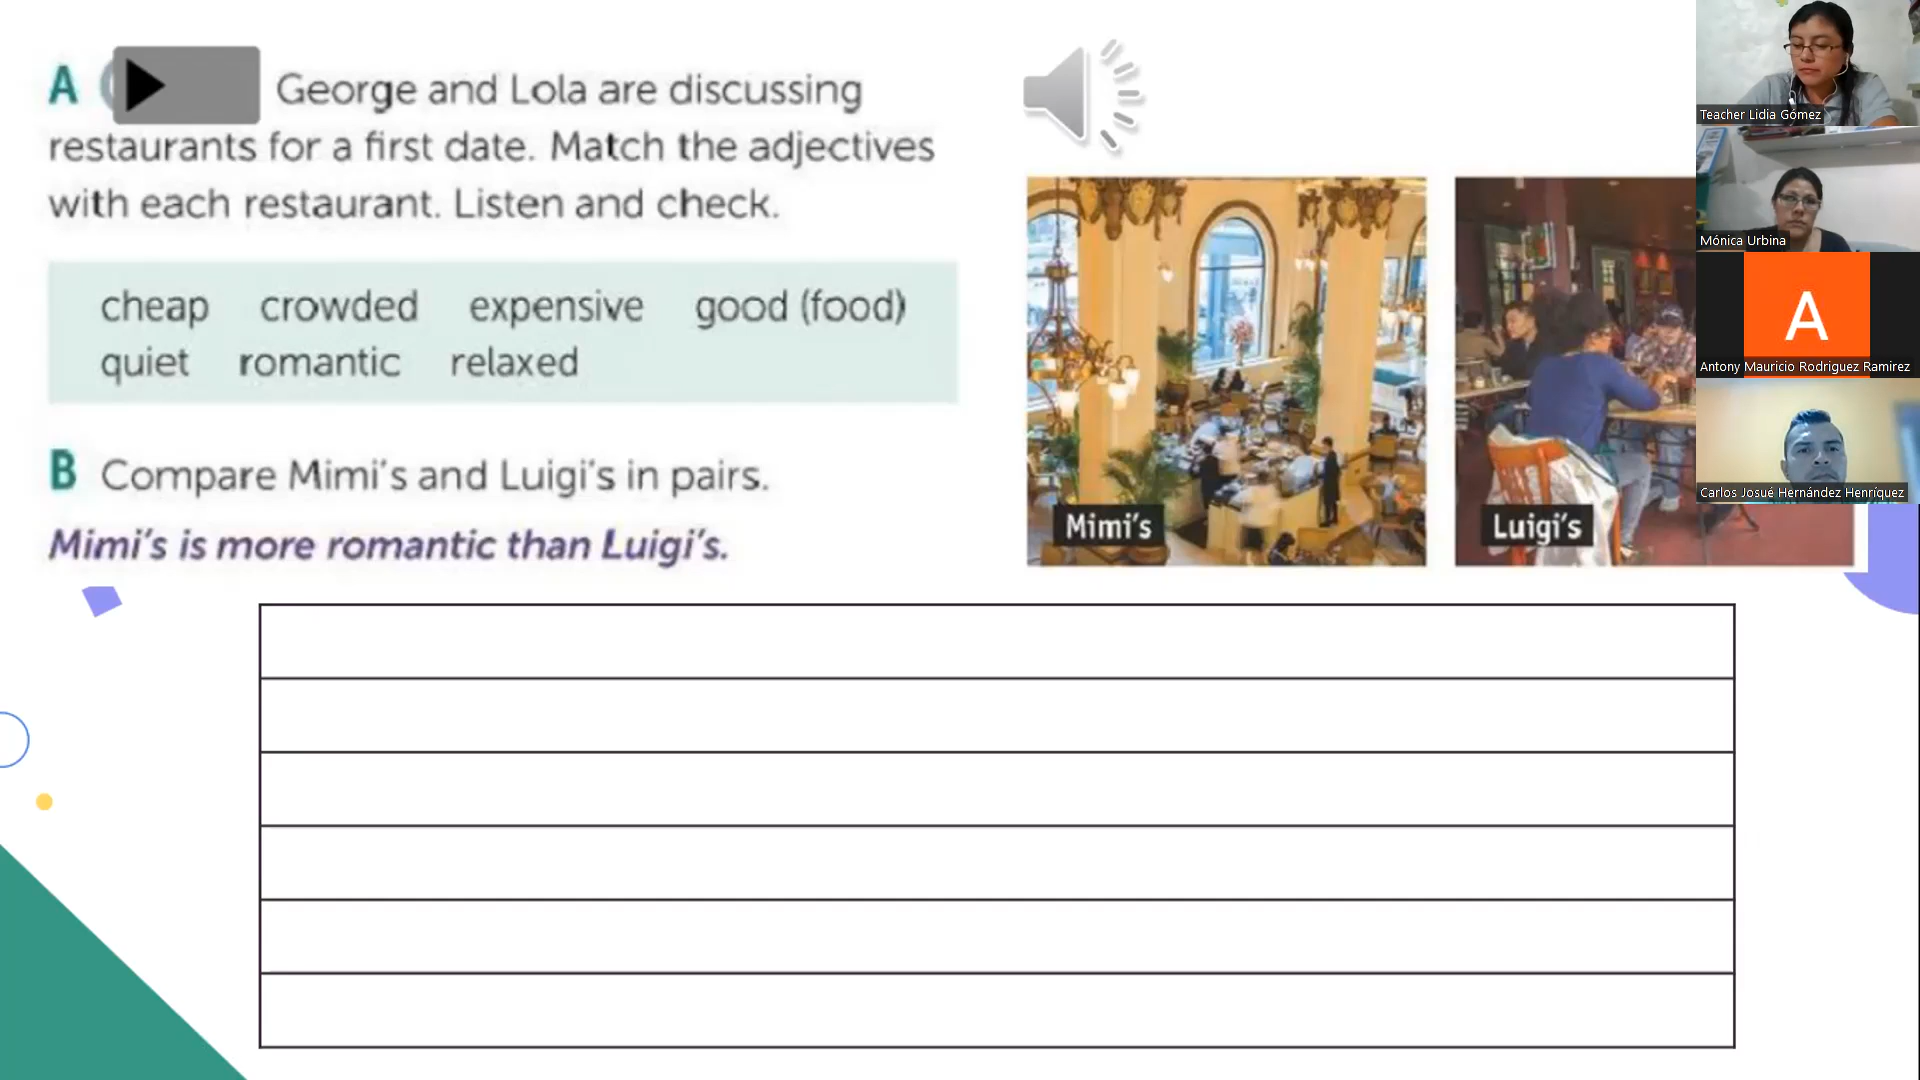 A George and Lola are discussing
restaurants for a first date. Match the adjectives
with each restaurant. Listen and check.
cheap crowded expensive good (food)
quiet romantic relaxed
B Compare Mimi's and Luigi's in pairs.
Mimi's is more romantic than Luigi's.
Mimi's
Luigi's
Teacher Lidia Gómez
Mónica Urbina
A
Antony Mauricio Rodriguez Ramirez
Carlos Josué Hernández Henríquez